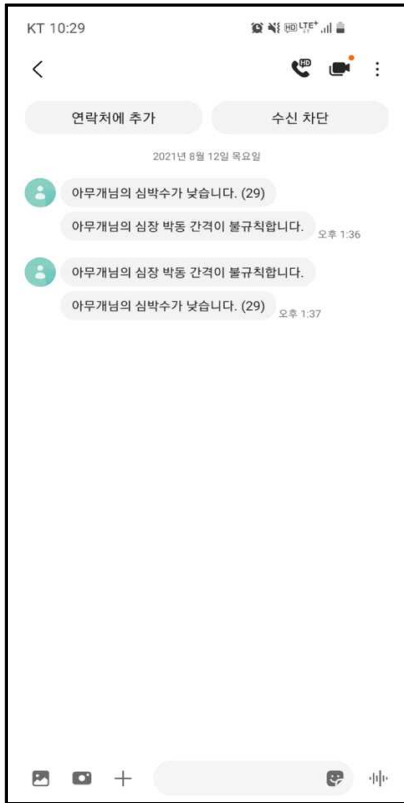 KT 10:29
HD LTE+
HD
연락처에 추가
수신 차단
2021년 8월 12일 목요일
아무개님의 심박수가 낮습니다. (29)
아무개님의 심장 박동 간격이 불규칙합니다.
오후 1:36
아무개님의 심장 박동 간격이 불규칙합니다.
아무개님의 심박수가 낮습니다. (29)
오후 1:37